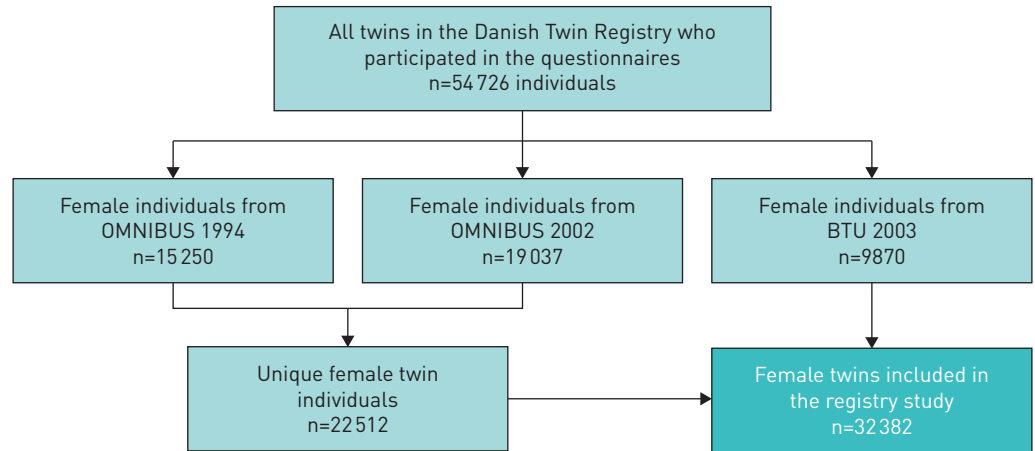 All twins in the Danish Twin Registry who
participated in the questionnaires
n=54 726 individuals
Female individuals from
OMNIBUS 1994
n=15 250
Female individuals from
OMNIBUS 2002
n=19 037
Female individuals from
BTU 2003
n=9870
Unique female twin
individuals
n=22 512
Female twins included in
the registry study
n=32 382